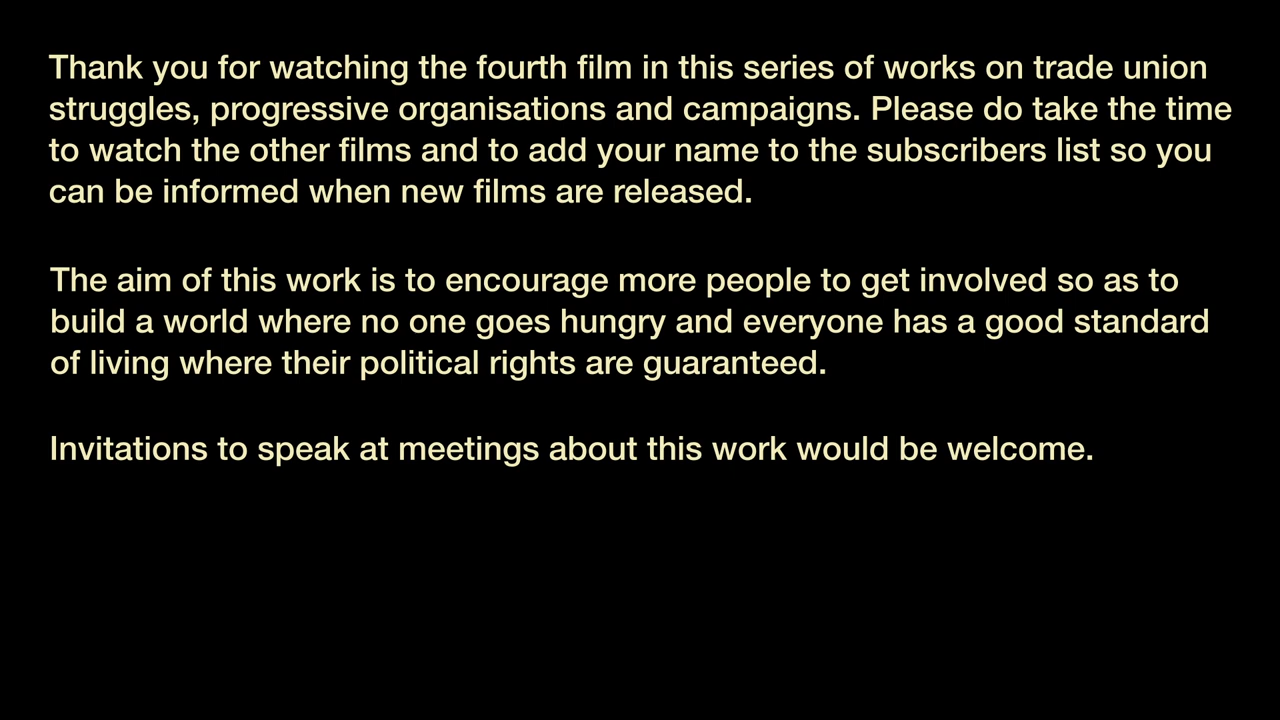 Thank you for watching the fourth film in this series of works on trade union
struggles, progressive organisations and campaigns. Please do take the time
to watch the other films and to add your name to the subscribers list so you
can be informed when new films are released.
The aim of this work is to encourage more people to get involved so as to
build a world where no one goes hungry and everyone has a good standard
of living where their political rights are guaranteed.
Invitations to speak at meetings about this work would be welcome.